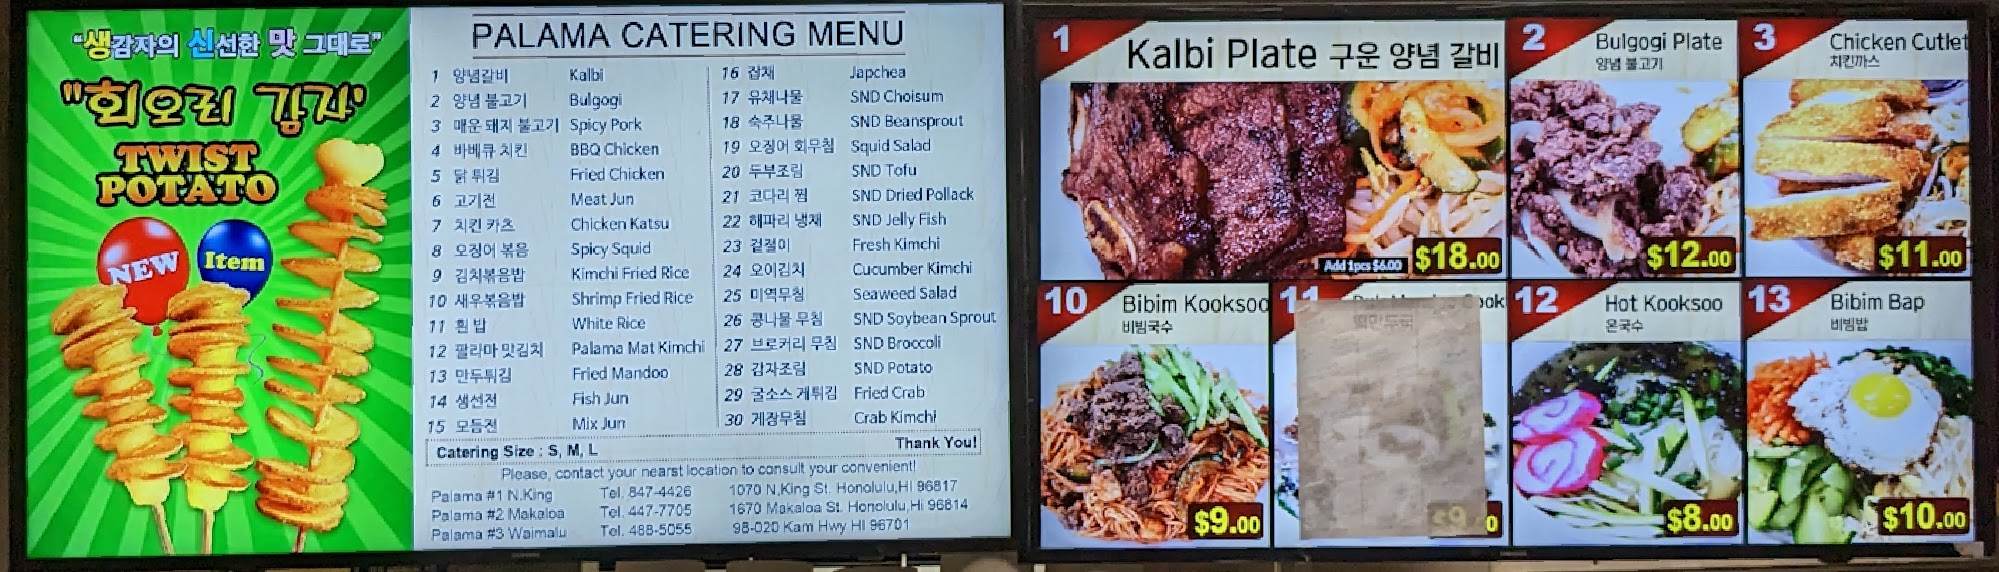 “생감자의 신선한 맛 그대로”
"회오리 감자"
TWIST
POTATO
NEW
Item
PALAMA CATERING MENU
1 양념갈비 Kalbi
2 양념 불고기 Bulgogi
3 매운 돼지 불고기 Spicy Pork
4 바베큐 치킨 BBQ Chicken
5 닭 튀김 Fried Chicken
6 고기전 Meat Jun
7 치킨 카츠 Chicken Katsu
8 오징어 볶음 Spicy Squid
9 김치볶음밥 Kimchi Fried Rice
10 새우볶음밥 Shrimp Fried Rice
11 흰 밥 White Rice
12 팔라마 맛김치 Palama Mat Kimchi
13 만두튀김 Fried Mandoo
14 생선전 Fish Jun
15 모듬전 Mix Jun
16 잡채 Japchea
17 유채나물 SND Choisum
18 숙주나물 SND Beansprout
19 오징어 회무침 Squid Salad
20 두부조림 SND Tofu
21 코다리 찜 SND Dried Pollack
22 해파리 냉채 SND Jelly Fish
23 겉절이 Fresh Kimchi
24 오이김치 Cucumber Kimchi
25 미역무침 Seaweed Salad
26 콩나물 무침 SND Soybean Sprout
27 브로커리 무침 SND Broccoli
28 감자조림 SND Potato
29 굴소스 게튀김 Fried Crab
30 게장무침 Crab Kimchi
Catering Size : S, M, L Thank You!
Please, contact your nearst location to consult your convenient!
Palama #1 N.King Tel. 847-4426 1070 N.King St. Honolulu,HI 96817
Palama #2 Makaloa Tel. 447-7705 1670 Makaloa St. Honolulu,HI 96814
Palama #3 Waimalu Tel. 488-5055 98-020 Kam Hwy HI 96701
1 Kalbi Plate 구운 양념 갈비
Add 1pcs $6.00 $18.00
2 Bulgogi Plate
양념 불고기
$12.00
3 Chicken Cutlet
치킨까스
$11.00
10 Bibim Kooksoo
비빔국수
$9.00
11
떡만두국
12 Hot Kooksoo
온국수
$8.00
13 Bibim Bap
비빔밥
$10.00